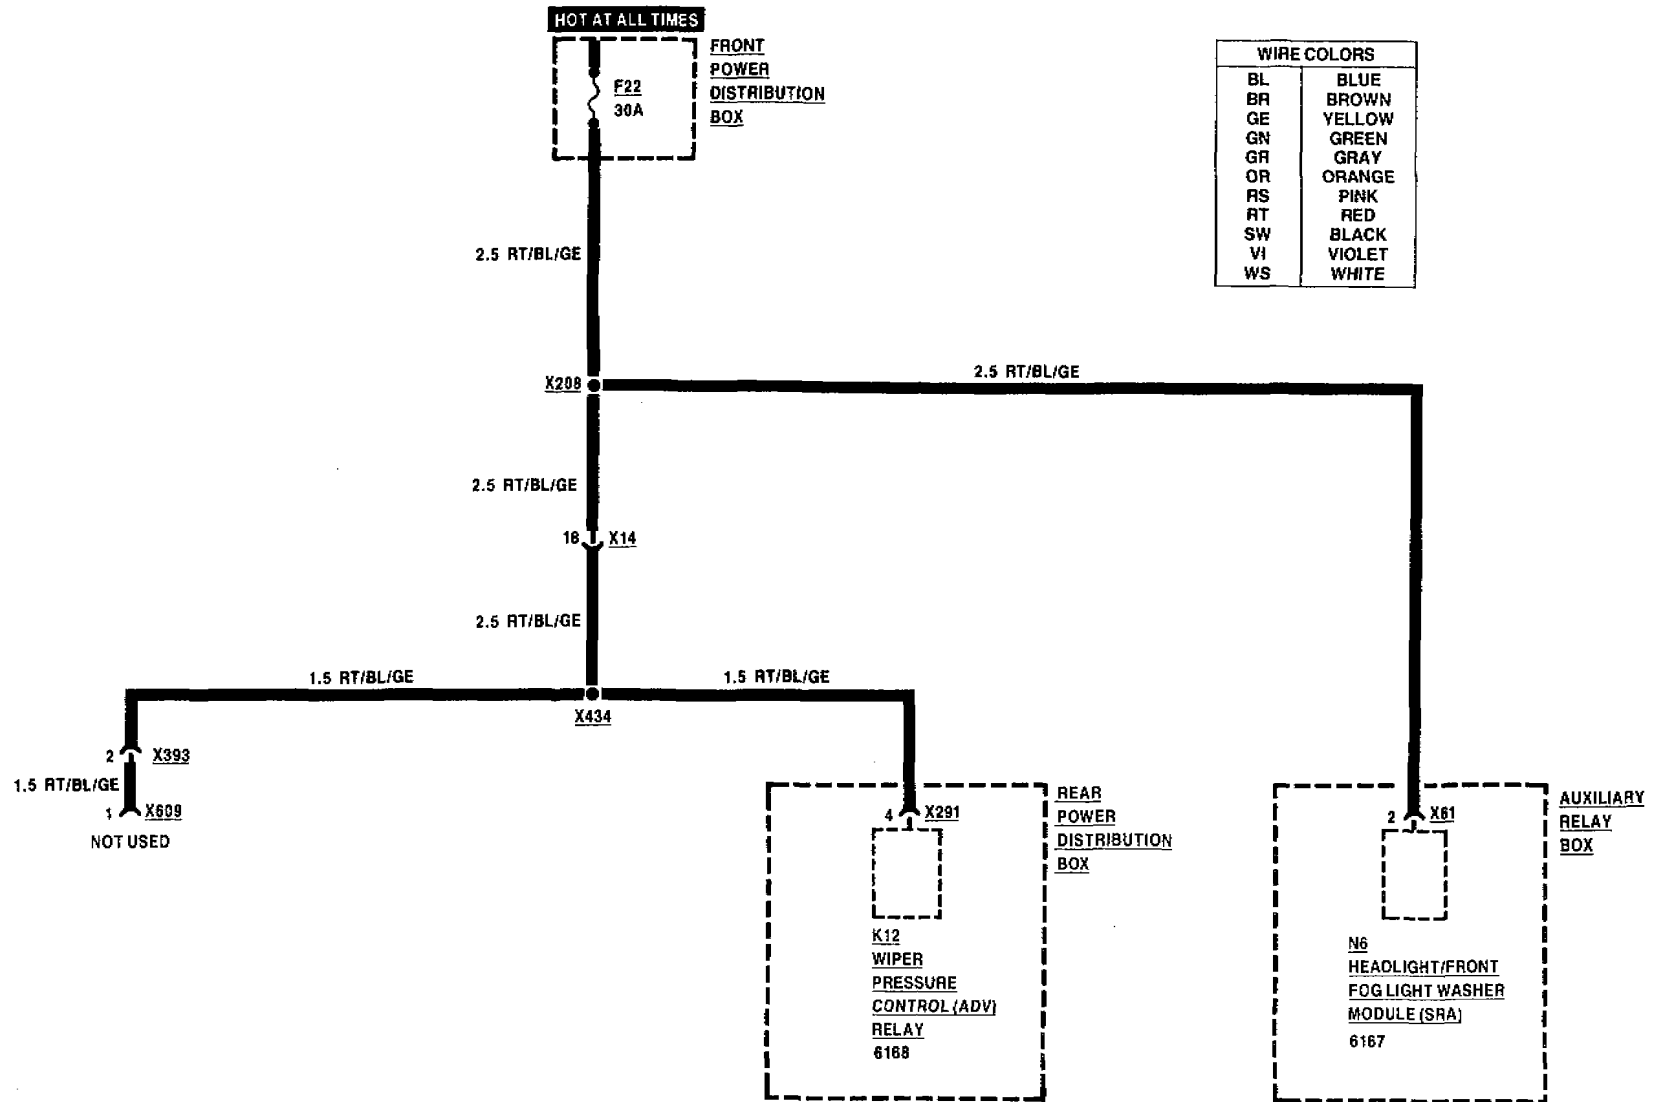 HOT AT ALL TIMES
FRONT
POWER
DISTRIBUTION
BOX
F22
30A
WIRE COLORS
BL BLUE
BR BROWN
GE YELLOW
GN GREEN
GR GRAY
OR ORANGE
RS PINK
RT RED
SW BLACK
VI VIOLET
WS WHITE
2.5 RT/BL/GE
X208
2.5 RT/BL/GE
2.5 RT/BL/GE
18 X14
2.5 RT/BL/GE
1.5 RT/BL/GE
1.5 RT/BL/GE
X434
2 X393
1.5 RT/BL/GE
1 X609
NOT USED
4 X291
REAR
POWER
DISTRIBUTION
BOX
K12
WIPER
PRESSURE
CONTROL (ADV)
RELAY
6168
2 X61
AUXILIARY
RELAY
BOX
N6
HEADLIGHT/FRONT
FOG LIGHT WASHER
MODULE (SRA)
6167